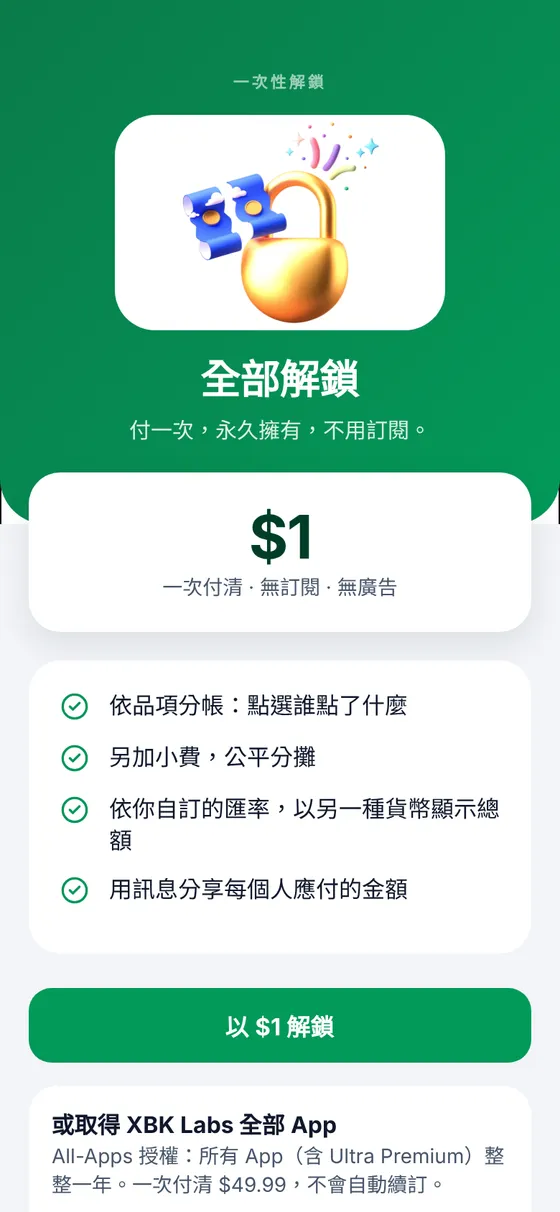 一次性解鎖
全部解鎖
付一次，永久擁有，不用訂閱。
$1
一次付清 · 無訂閱 · 無廣告
依品項分帳：點選誰點了什麼
另加小費，公平分攤
依你自訂的匯率，以另一種貨幣顯示總
額
用訊息分享每個人應付的金額
以 $1 解鎖
或取得 XBK Labs 全部 App
All-Apps 授權：所有 App（含 Ultra Premium）整
整一年。一次付清 $49.99，不會自動續訂。